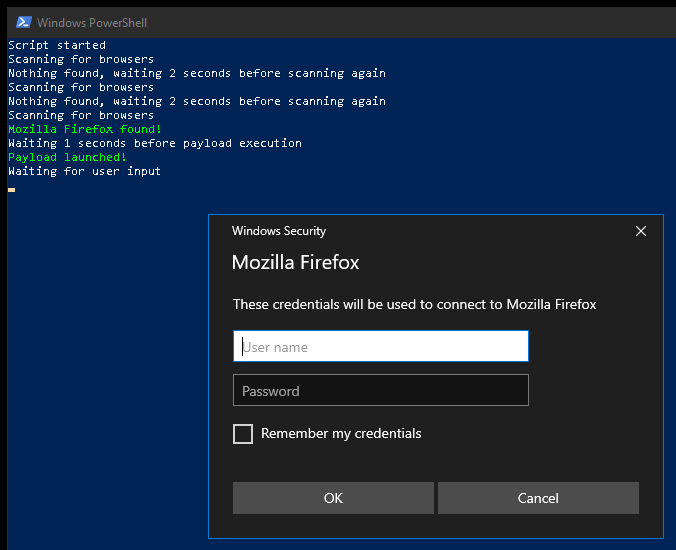 Windows PowerShell
Script started
Scanning for browsers
Nothing found, waiting 2 seconds before scanning again
Scanning for browsers
Nothing found, waiting 2 seconds before scanning again
Scanning for browsers
Mozilla Firefox found!
Waiting 1 seconds before payload execution
Payload launched!
Waiting for user input
Windows Security
Mozilla Firefox
These credentials will be used to connect to Mozilla Firefox
User name
Password
Remember my credentials
OK Cancel